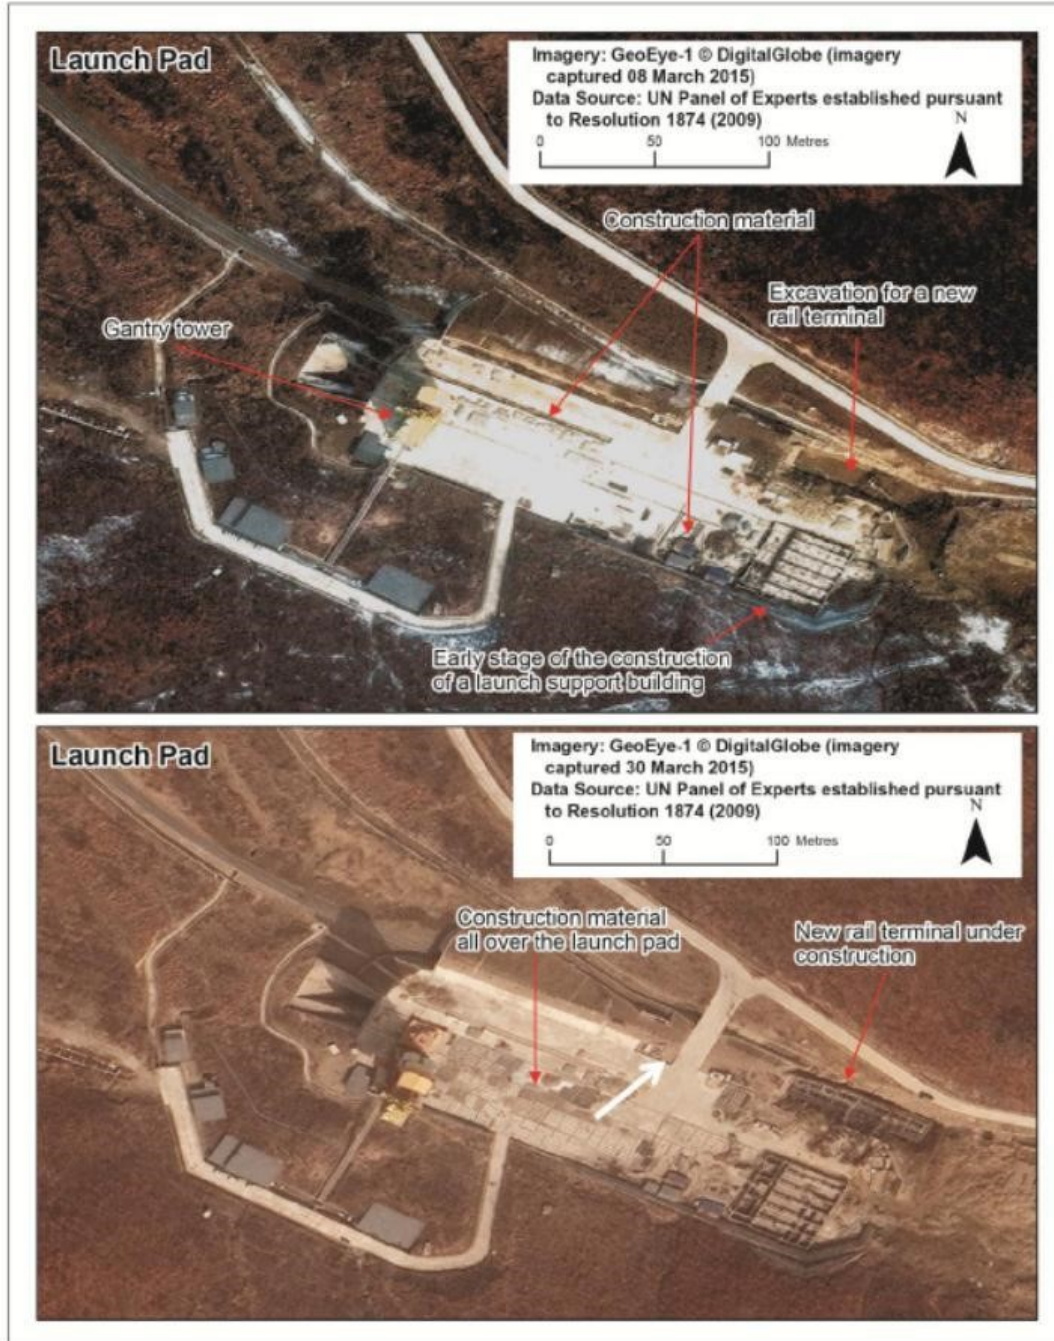 Launch Pad
Imagery: GeoEye-1 © DigitalGlobe (imagery
captured 08 March 2015)
Data Source: UN Panel of Experts established pursuant
to Resolution 1874 (2009)
N
0 50 100 Metres
Construction material
Excavation for a new
rail terminal
Gantry tower
Early stage of the construction
of a launch support building
Launch Pad
Imagery: GeoEye-1 © DigitalGlobe (imagery
captured 30 March 2015)
Data Source: UN Panel of Experts established pursuant
to Resolution 1874 (2009)
N
0 50 100 Metres
Construction material
all over the launch pad
New rail terminal under
construction